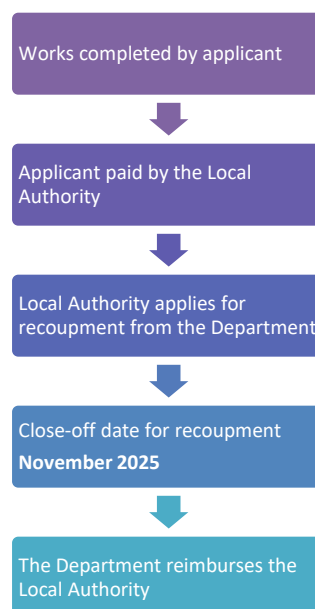 Works completed by applicant
Applicant paid by the Local
Authority
Local Authority applies for
recoupment from the Department
Close-off date for recoupment
November 2025
The Department reimburses the
Local Authority